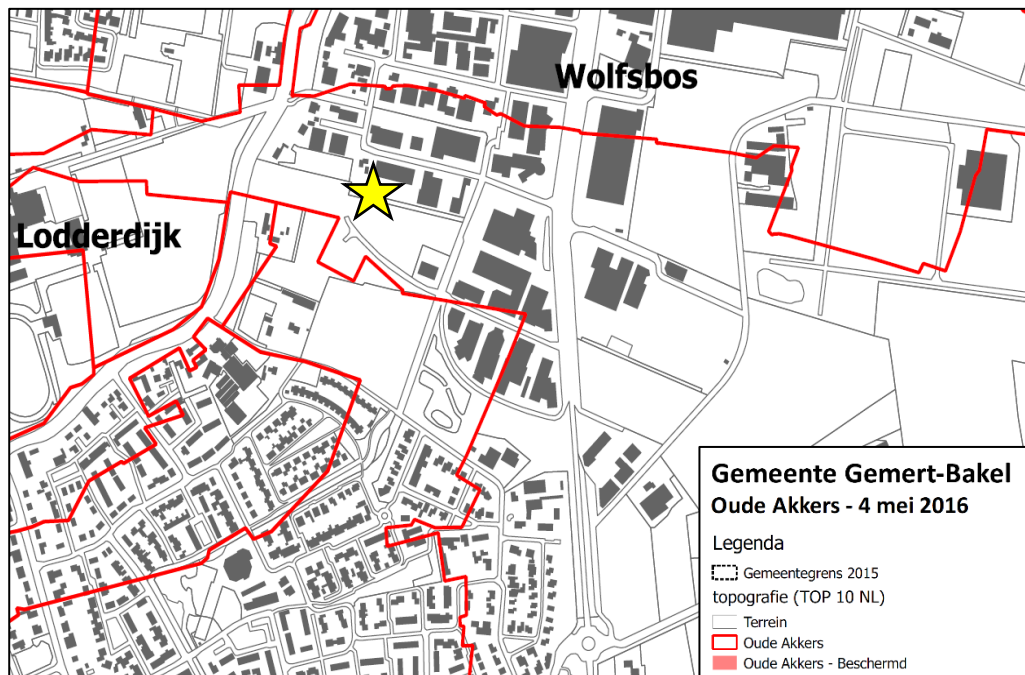 Wolfsbos
Lodderdijk
Gemeente Gemert-Bakel
Oude Akkers - 4 mei 2016
Legenda
Gemeentegrens 2015
topografie (TOP 10 NL)
Terrein
Oude Akkers
Oude Akkers - Beschermd